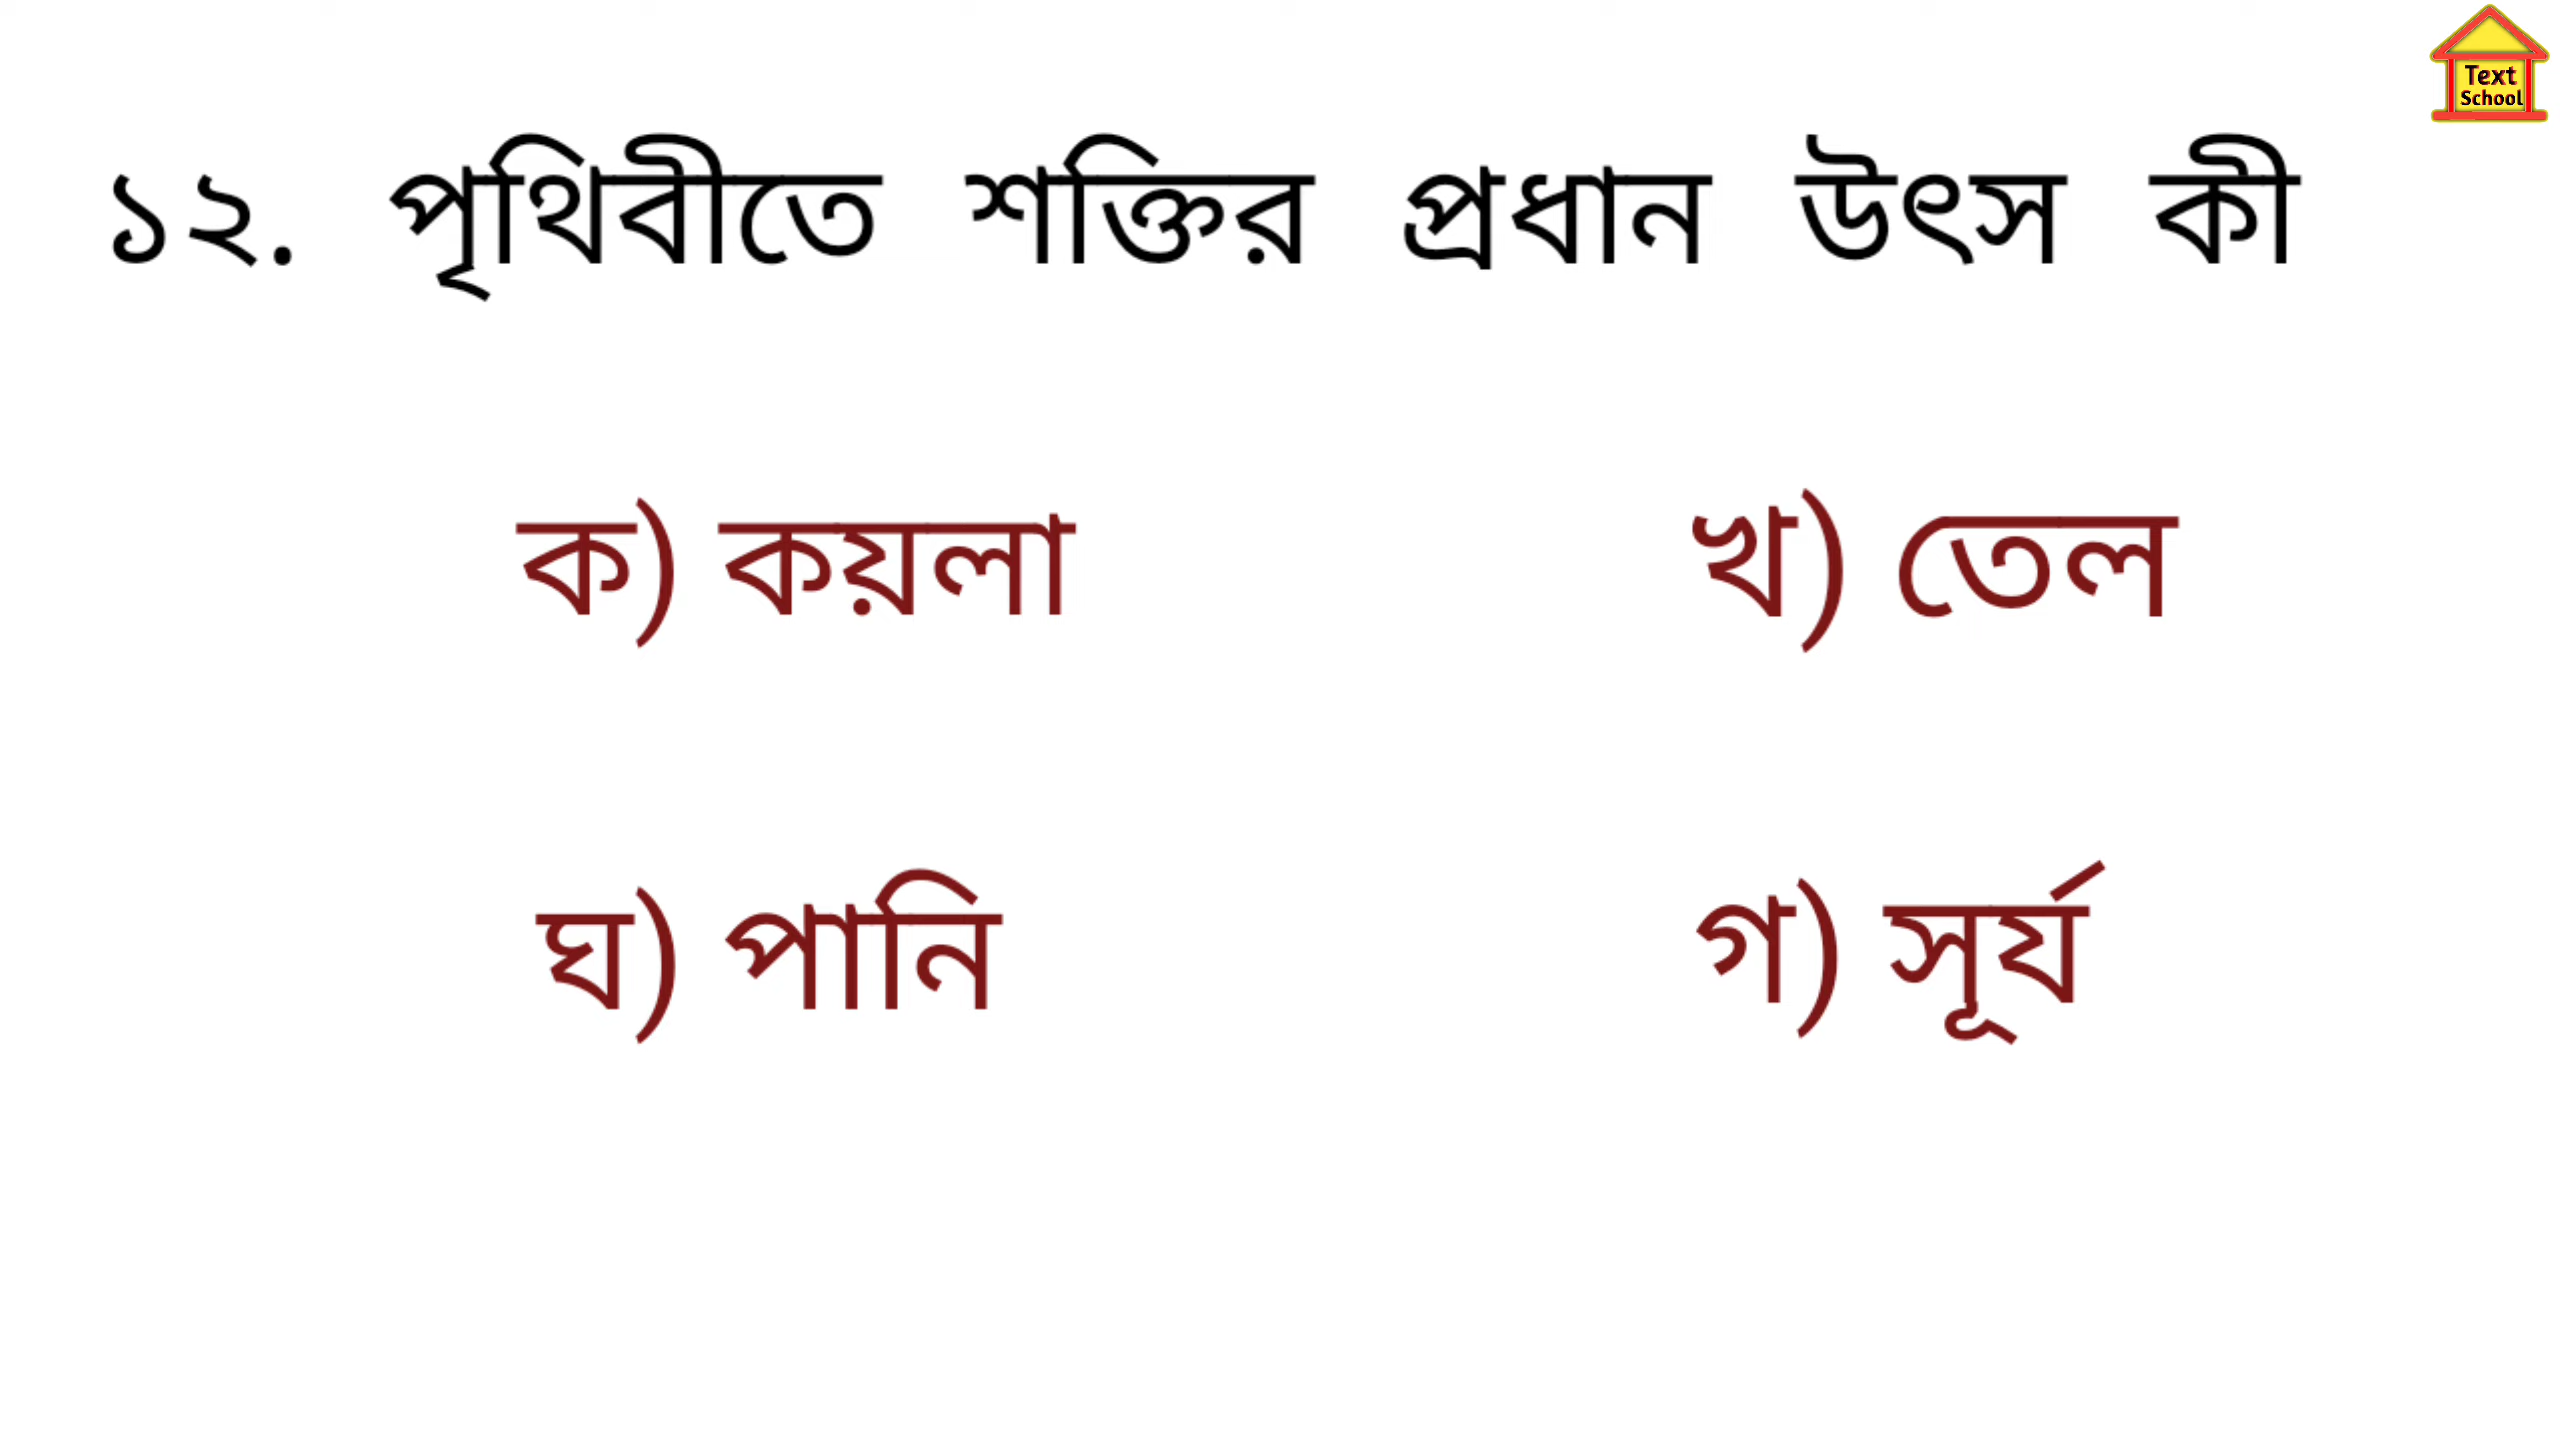 Text
School
১২. পৃথিবীতে শক্তির প্রধান উৎস কী
ক) কয়লা
খ) তেল
ঘ) পানি
গ) সূর্য